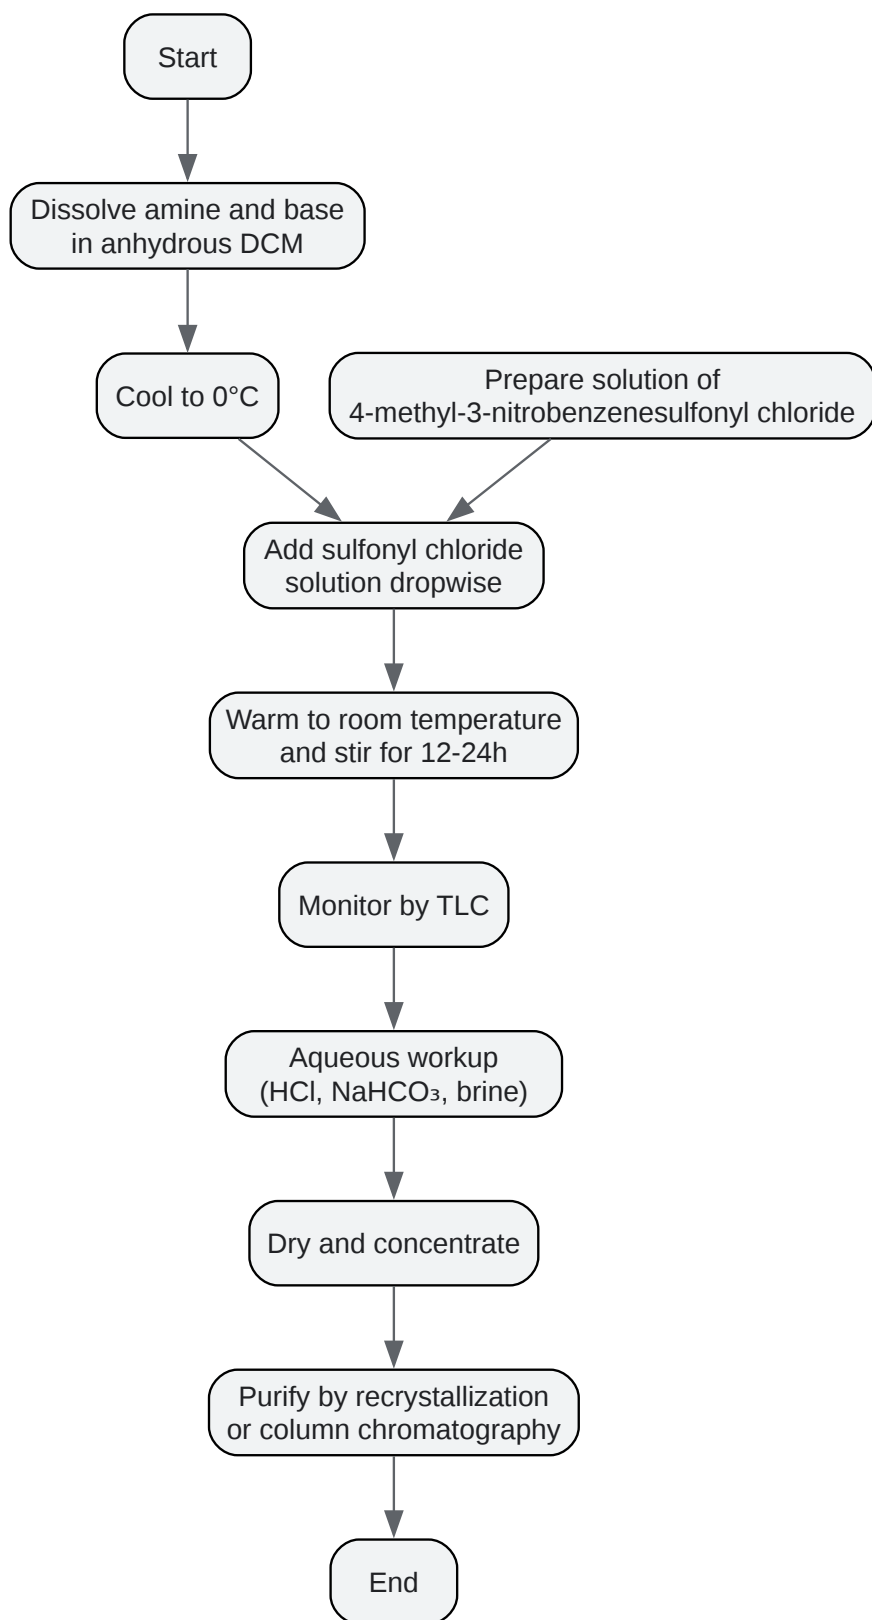 Start
Dissolve amine and base
in anhydrous DCM
Cool to 0°C
Prepare solution of
4-methyl-3-nitrobenzenesulfonyl chloride
Add sulfonyl chloride
solution dropwise
Warm to room temperature
and stir for 12-24h
Monitor by TLC
Aqueous workup
(HCl, NaHCO₃, brine)
Dry and concentrate
Purify by recrystallization
or column chromatography
End